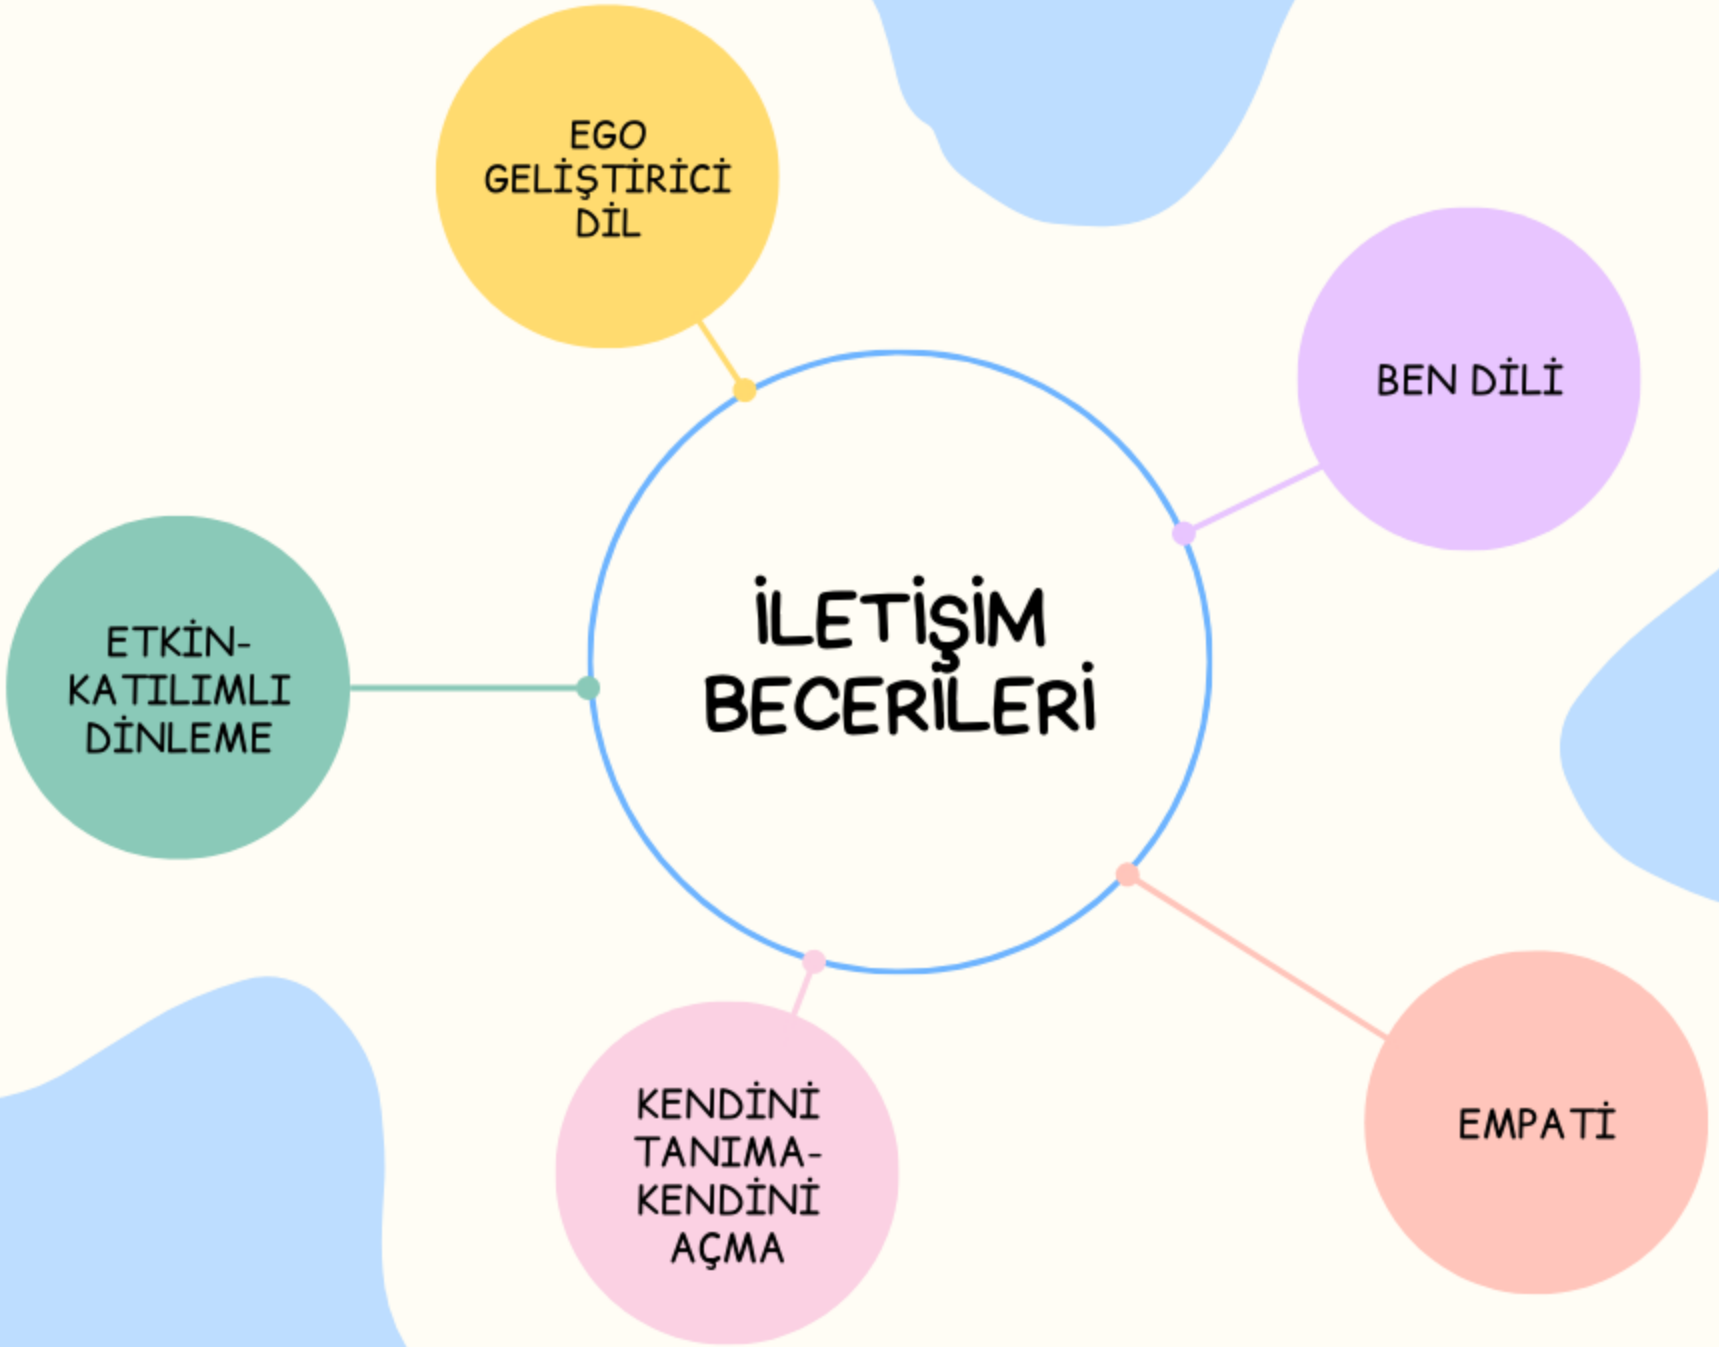 EGO
GELİŞTİRİCİ
DİL
BEN DİLİ
İLETİŞİM
BECERİLERİ
ETKİN-
KATILIMLI
DİNLEME
KENDİNİ
TANIMA-
KENDİNİ
AÇMA
EMPATİ